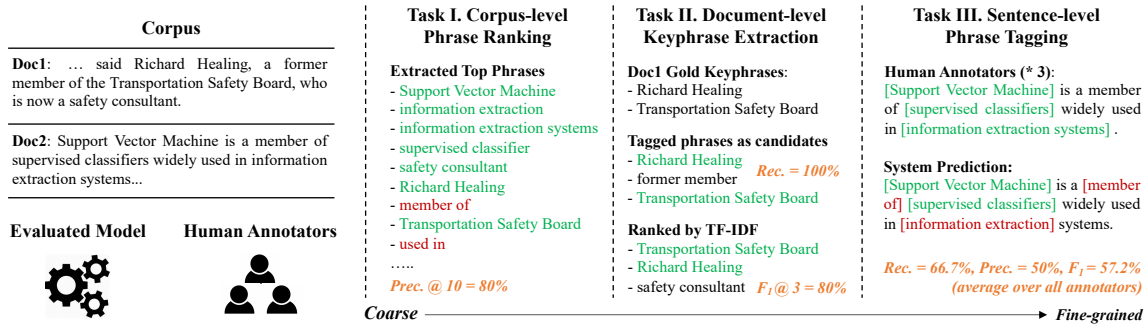 Corpus
Doc1: … said Richard Healing, a former
member of the Transportation Safety Board, who
is now a safety consultant.
Doc2: Support Vector Machine is a member of
supervised classifiers widely used in information
extraction systems...
Evaluated Model
Human Annotators
Task I. Corpus-level
Phrase Ranking
Extracted Top Phrases
- Support Vector Machine
- information extraction
- information extraction systems
- supervised classifier
- safety consultant
- Richard Healing
- member of
- Transportation Safety Board
- used in
…..
Prec. @ 10 = 80%
Task II. Document-level
Keyphrase Extraction
Doc1 Gold Keyphrases:
- Richard Healing
- Transportation Safety Board
Tagged phrases as candidates
- Richard Healing
- former member
Rec. = 100%
- Transportation Safety Board
Ranked by TF-IDF
- Transportation Safety Board
- Richard Healing
- safety consultant
F1 @ 3 = 80%
Task III. Sentence-level
Phrase Tagging
Human Annotators (* 3):
[Support Vector Machine] is a member
of [supervised classifiers] widely used
in [information extraction systems] .
System Prediction:
[Support Vector Machine] is a [member
of] [supervised classifiers] widely used
in [information extraction] systems.
Rec. = 66.7%, Prec. = 50%, F1 = 57.2%
(average over all annotators)
Coarse
Fine-grained